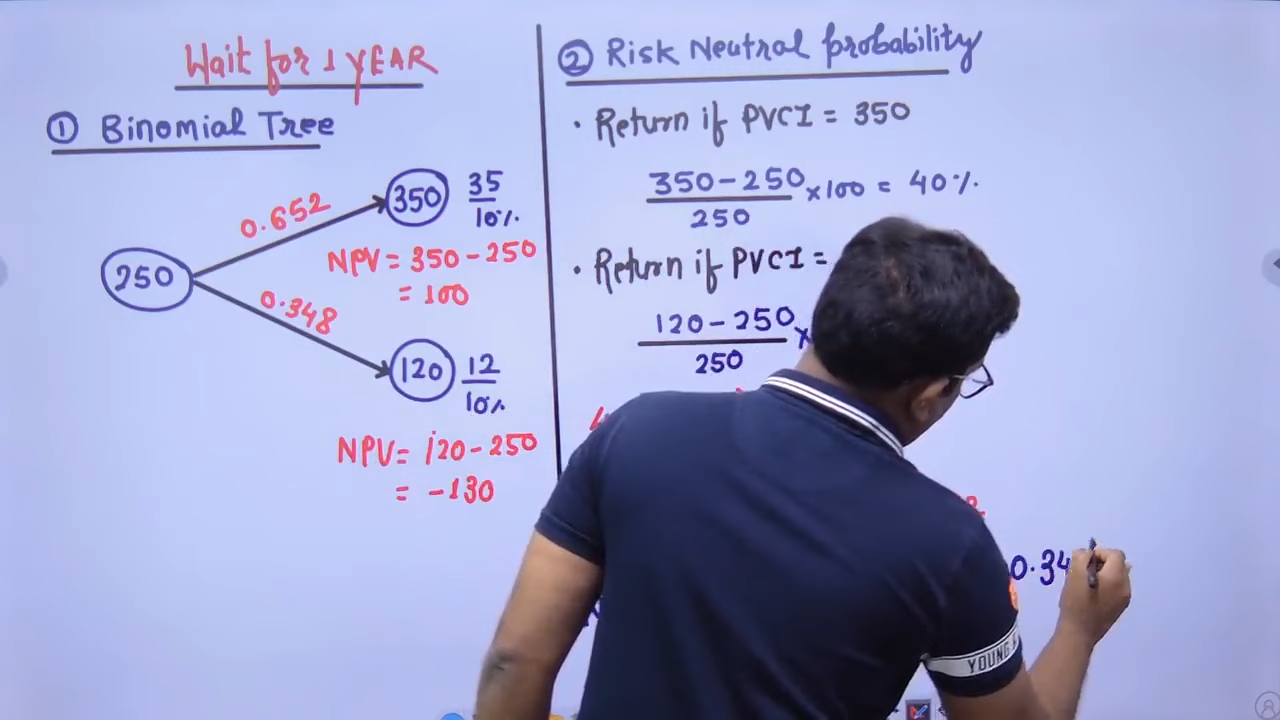 Wait for 1 YEAR
① Binomial Tree
250
0.652
350
35
10%
NPV = 350 - 250
= 100
0.348
120
12
10%
NPV = 120 - 250
= -130
② Risk Neutral probability
· Return if PVCI = 350
350 - 250
250
× 100 = 40%.
· Return if PVCI =
120 - 250
250
0.34
YOUNG